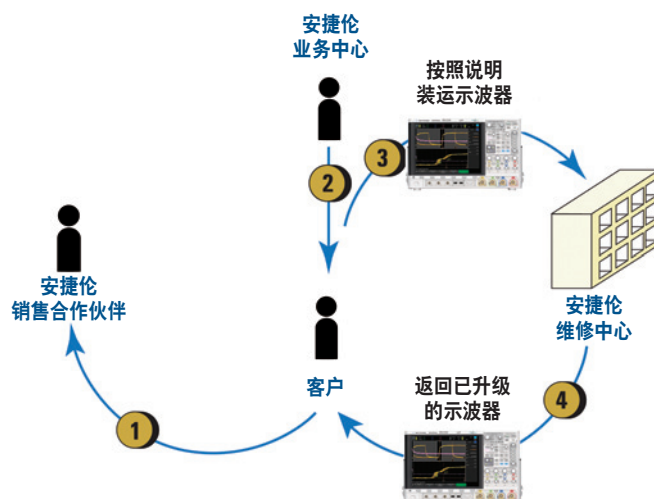 安捷伦
业务中心
按照说明
装运示波器
3
2
安捷伦
销售合作伙伴
安捷伦
维修中心
客户
返回已升级
的示波器
4
1